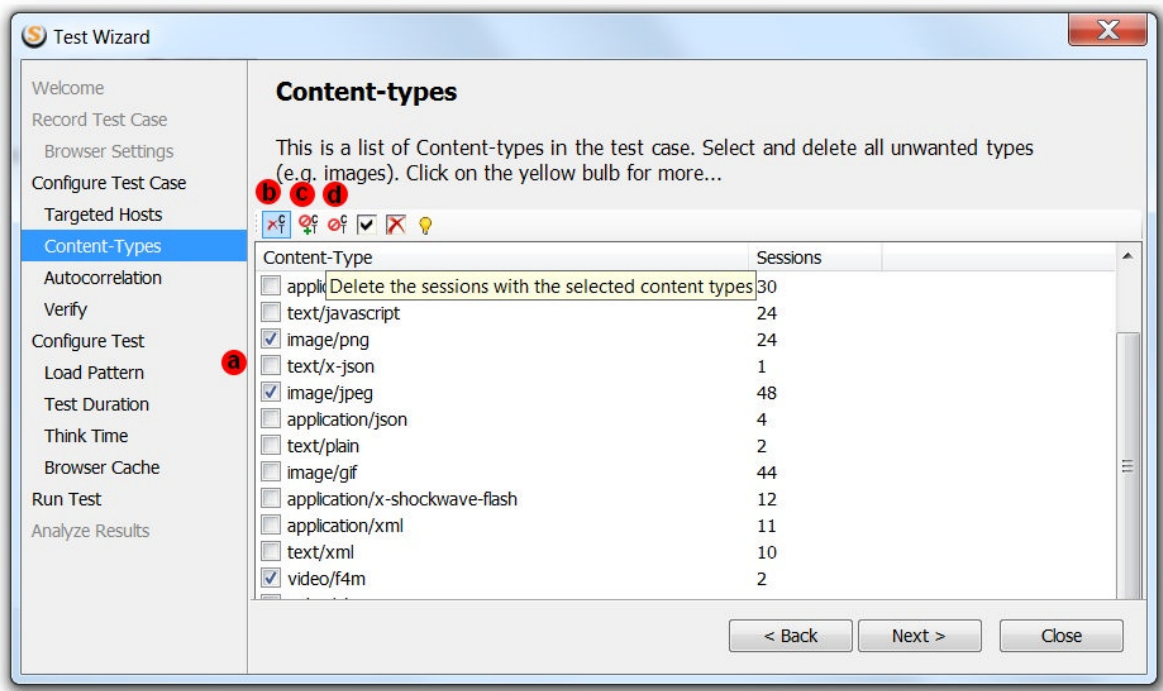 Test Wizard
Welcome
Record Test Case
Browser Settings
Configure Test Case
Targeted Hosts
Content-Types
Autocorrelation
Verify
Configure Test
Load Pattern
Test Duration
Think Time
Browser Cache
Run Test
Analyze Results
a
Content-types
This is a list of Content-types in the test case. Select and delete all unwanted types
(e.g. images). Click on the yellow bulb for more...
b c d
Content-Type Sessions
Delete the sessions with the selected content types 30
text/javascript 24
image/png 24
text/x-json 1
image/jpeg 48
application/json 4
text/plain 2
image/gif 44
application/x-shockwave-flash 12
application/xml 11
text/xml 10
video/f4m 2
< Back Next > Close